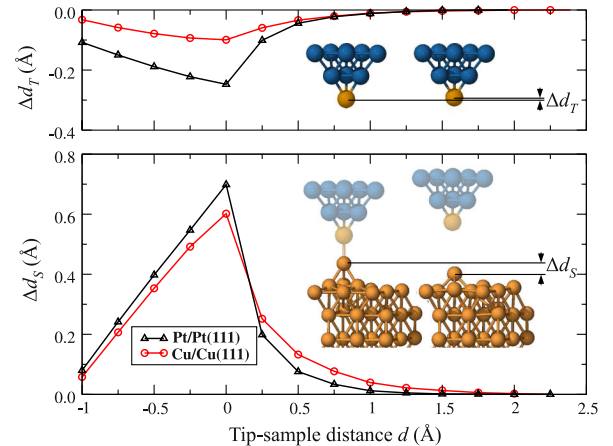 0.0
-0.2
-0.4
Δd_T (Å)
Δd_T
0.8
0.6
0.4
0.2
0.0
Δd_S (Å)
Δd_S
Pt/Pt(111)
Cu/Cu(111)
-1 -0.5 0 0.5 1 1.5 2 2.5
Tip-sample distance d (Å)